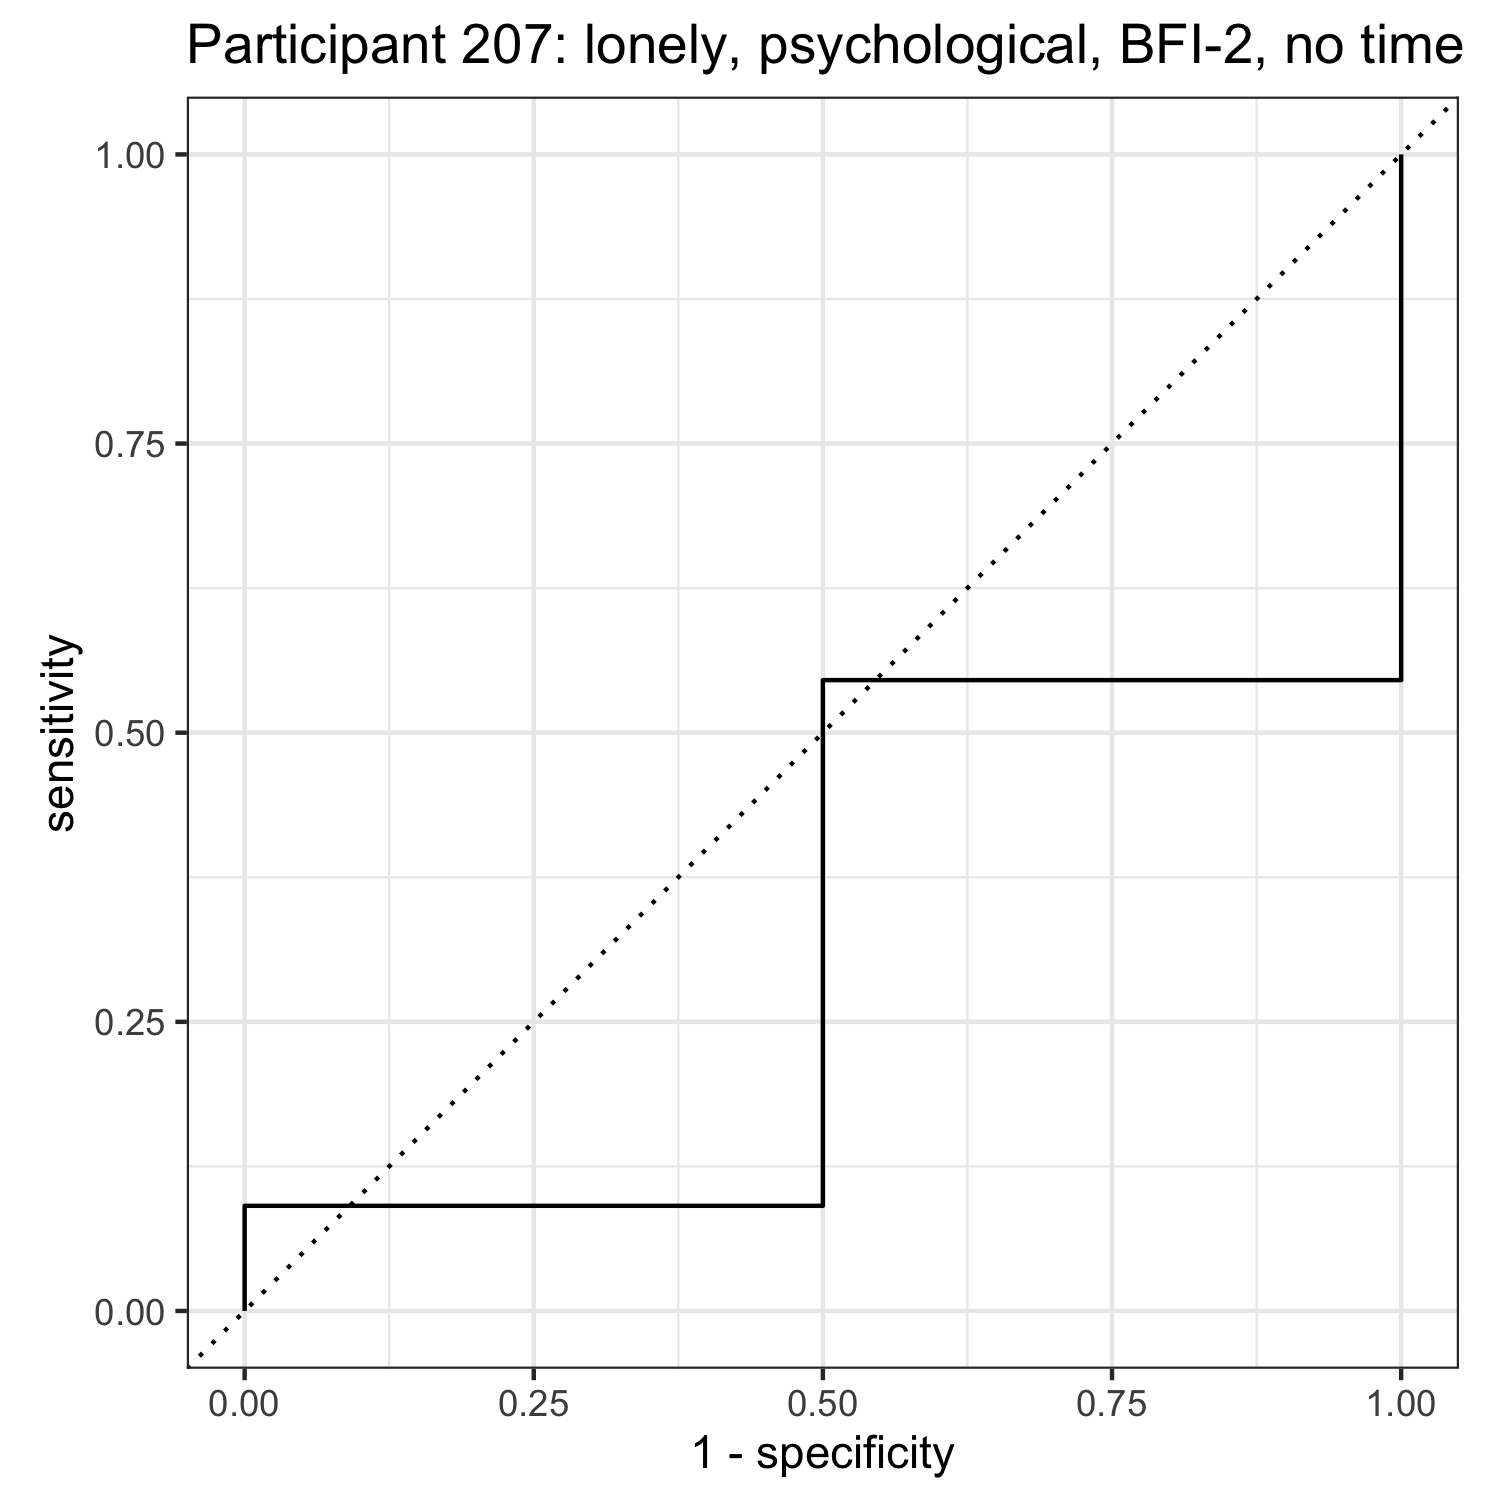 Participant 207: lonely, psychological, BFI-2, no time
1.00
0.75
0.50
0.25
0.00
sensitivity
0.00 0.25 0.50 0.75 1.00
1 - specificity